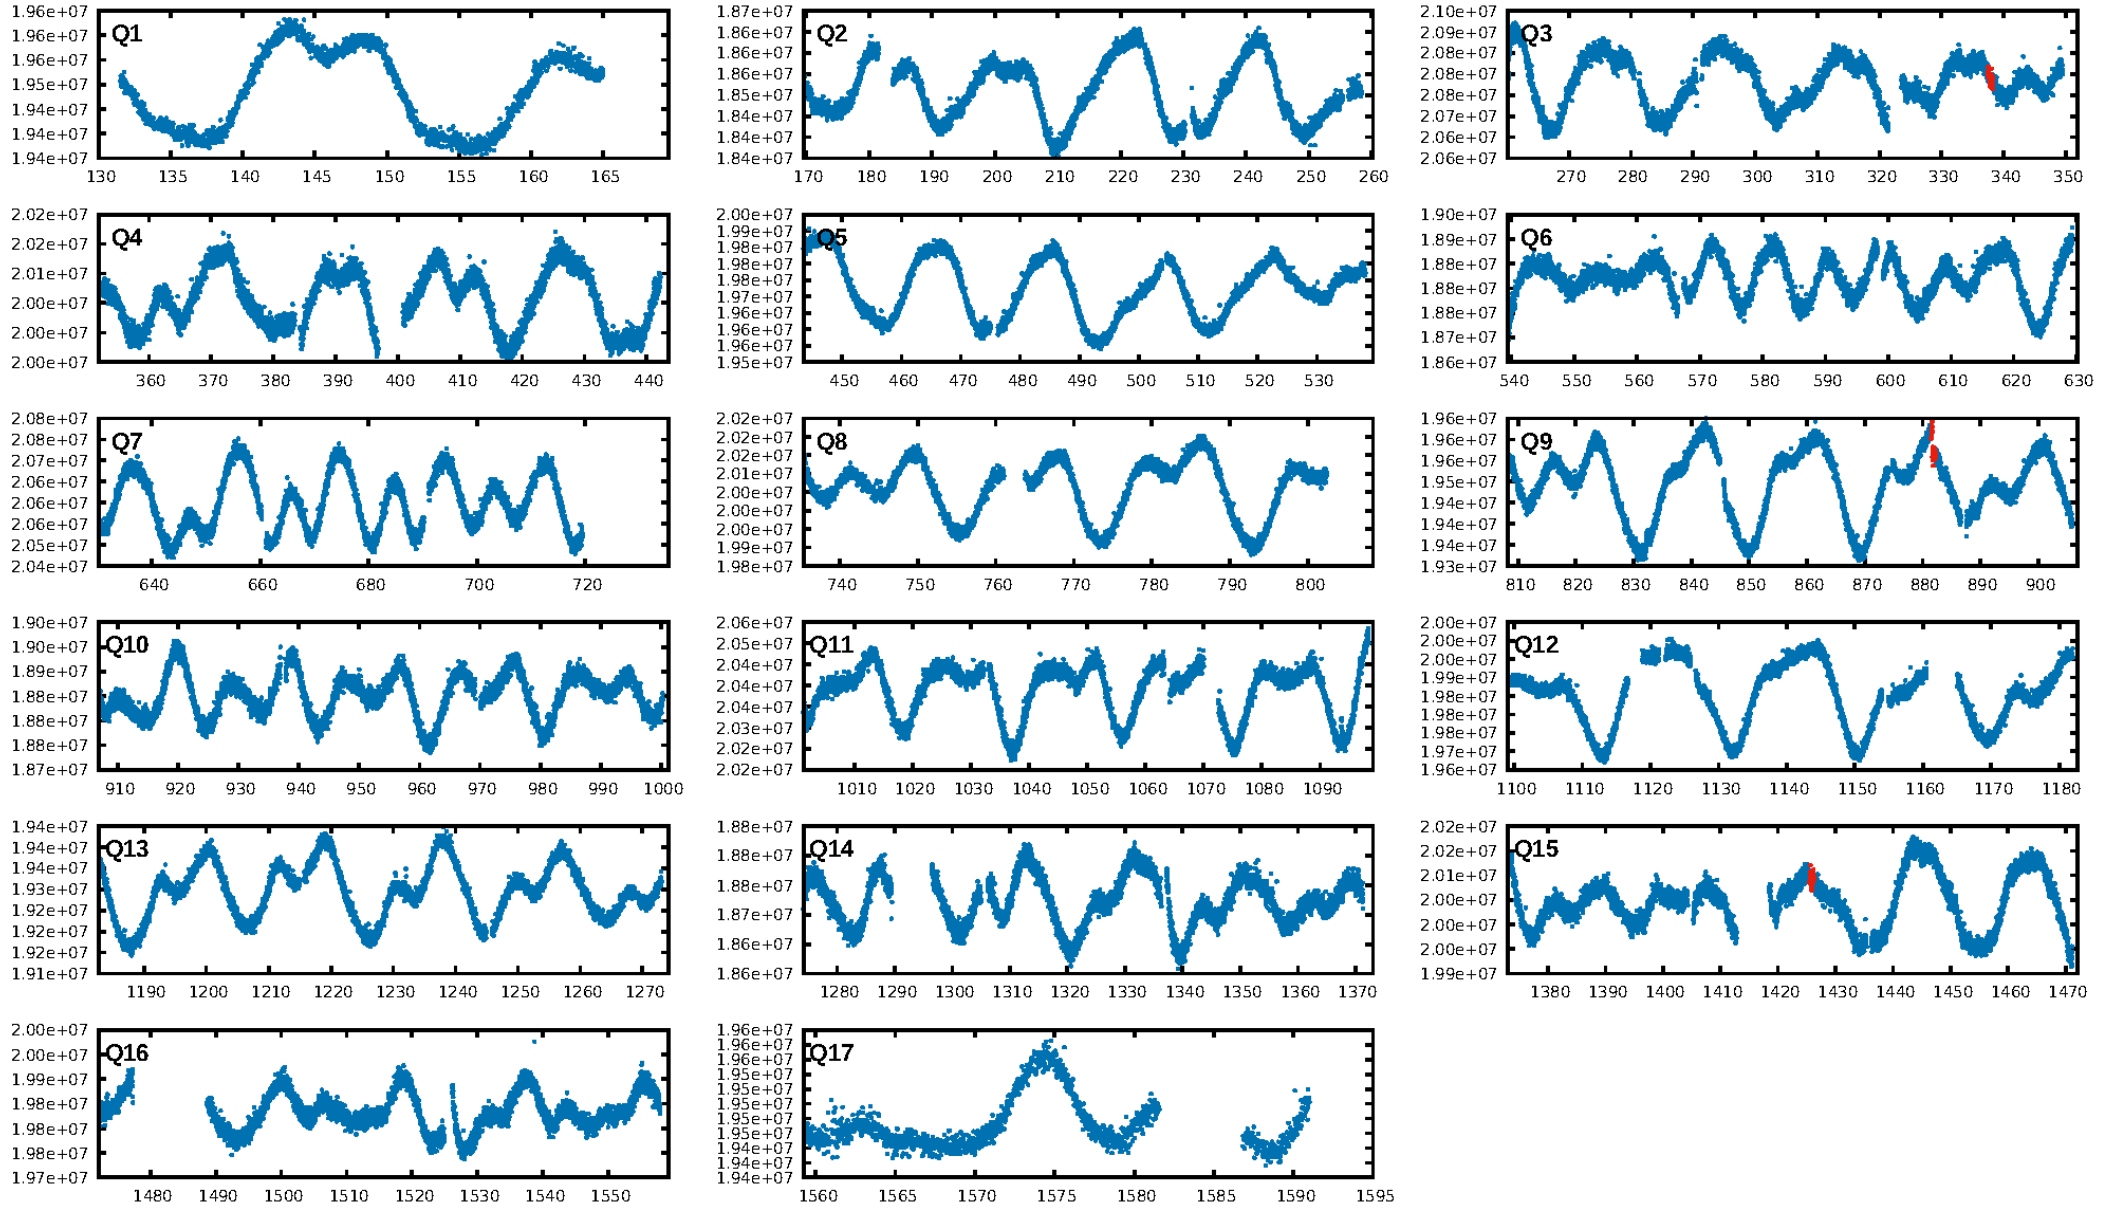 1.96e+07 1.96e+07 1.96e+07 1.95e+07 1.94e+07 1.94e+07 1.94e+07
Q1
130 135 140 145 150 155 160 165
1.87e+07 1.86e+07 1.86e+07 1.86e+07 1.85e+07 1.84e+07 1.84e+07 1.84e+07
Q2
170 180 190 200 210 220 230 240 250 260
2.10e+07 2.09e+07 2.08e+07 2.08e+07 2.08e+07 2.07e+07 2.06e+07 2.06e+07
Q3
270 280 290 300 310 320 330 340 350
2.02e+07 2.02e+07 2.01e+07 2.00e+07 2.00e+07 2.00e+07
Q4
360 370 380 390 400 410 420 430 440
2.00e+07 1.99e+07 1.98e+07 1.98e+07 1.97e+07 1.96e+07 1.96e+07 1.95e+07
Q5
450 460 470 480 490 500 510 520 530
1.90e+07 1.89e+07 1.88e+07 1.88e+07 1.87e+07 1.86e+07
Q6
540 550 560 570 580 590 600 610 620 630
2.08e+07 2.08e+07 2.07e+07 2.06e+07 2.06e+07 2.05e+07 2.04e+07
Q7
640 660 680 700 720
2.02e+07 2.02e+07 2.01e+07 2.00e+07 2.00e+07 1.99e+07 1.98e+07
Q8
740 750 760 770 780 790 800
1.96e+07 1.96e+07 1.96e+07 1.95e+07 1.94e+07 1.94e+07 1.94e+07 1.93e+07
Q9
810 820 830 840 850 860 870 880 890 900
1.90e+07 1.90e+07 1.89e+07 1.88e+07 1.88e+07 1.88e+07 1.87e+07
Q10
910 920 930 940 950 960 970 980 990 1000
2.06e+07 2.05e+07 2.04e+07 2.04e+07 2.04e+07 2.03e+07 2.02e+07 2.02e+07
Q11
1010 1020 1030 1040 1050 1060 1070 1080 1090
2.00e+07 2.00e+07 2.00e+07 1.99e+07 1.98e+07 1.98e+07 1.98e+07 1.97e+07 1.96e+07
Q12
1100 1110 1120 1130 1140 1150 1160 1170 1180
1.94e+07 1.94e+07 1.94e+07 1.93e+07 1.92e+07 1.92e+07 1.92e+07 1.91e+07
Q13
1190 1200 1210 1220 1230 1240 1250 1260 1270
1.88e+07 1.88e+07 1.88e+07 1.87e+07 1.86e+07 1.86e+07
Q14
1280 1290 1300 1310 1320 1330 1340 1350 1360 1370
2.02e+07 2.02e+07 2.01e+07 2.00e+07 2.00e+07 2.00e+07 1.99e+07
Q15
1380 1390 1400 1410 1420 1430 1440 1450 1460 1470
2.00e+07 2.00e+07 1.99e+07 1.98e+07 1.98e+07 1.98e+07 1.97e+07
Q16
1480 1490 1500 1510 1520 1530 1540 1550
1.96e+07 1.96e+07 1.96e+07 1.95e+07 1.95e+07 1.95e+07 1.95e+07 1.94e+07 1.94e+07 1.94e+07
Q17
1560 1565 1570 1575 1580 1585 1590 1595